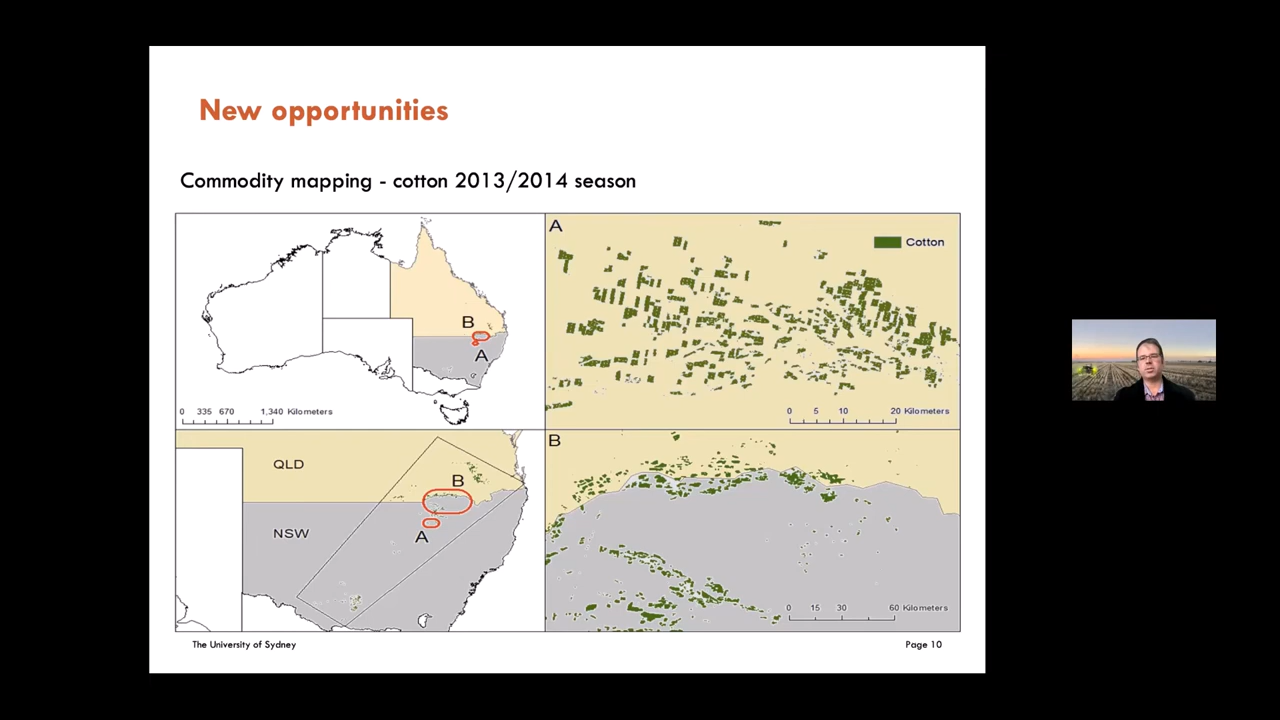 New opportunities
Commodity mapping - cotton 2013/2014 season
B
A
0 335 670 1,340 Kilometers
A
Cotton
0 5 10 20 Kilometers
QLD
B
NSW
A
B
0 15 30 60 Kilometers
The University of Sydney
Page 10